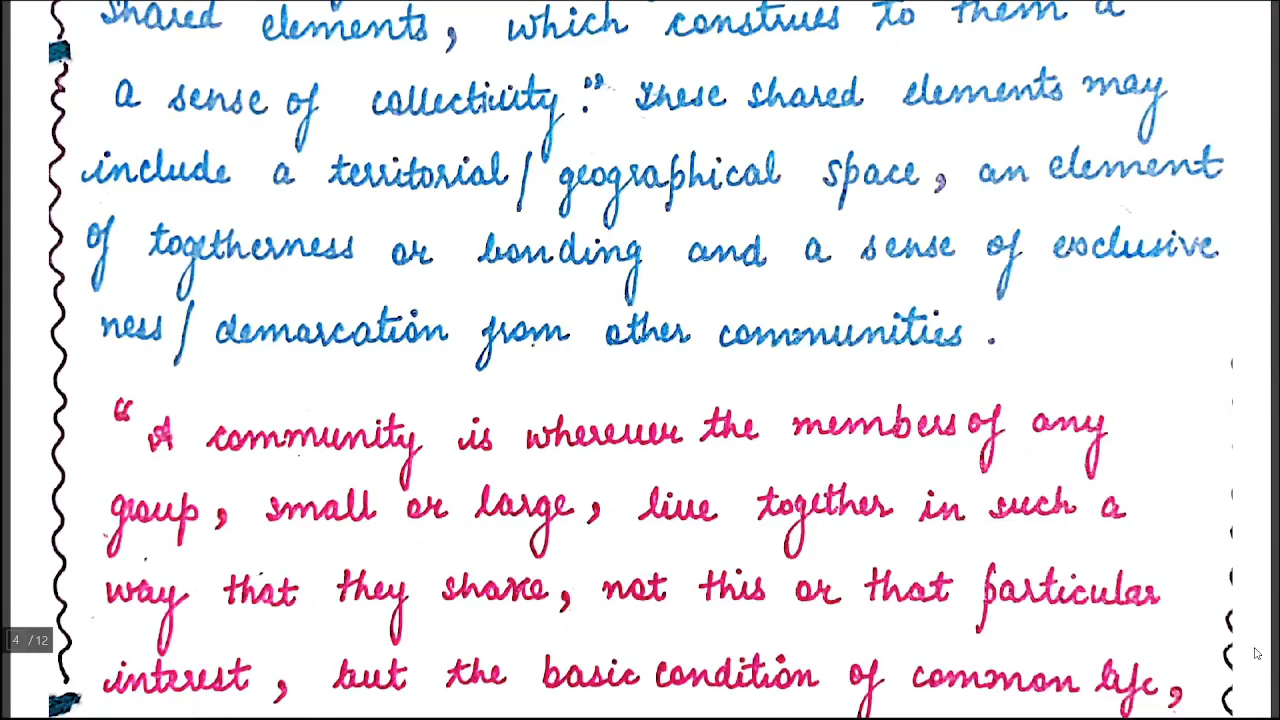 shared elements, which construes to them a
a sense of collectivity." These shared elements may
include a territorial/ geographical space, an element
of togetherness or bonding and a sense of exclusive
ness/ demarcation from other communities.
"A community is wherever the members of any
group, small or large, live together in such a
way that they share, not this or that particular
interest, but the basic condition of common life,
4 / 12